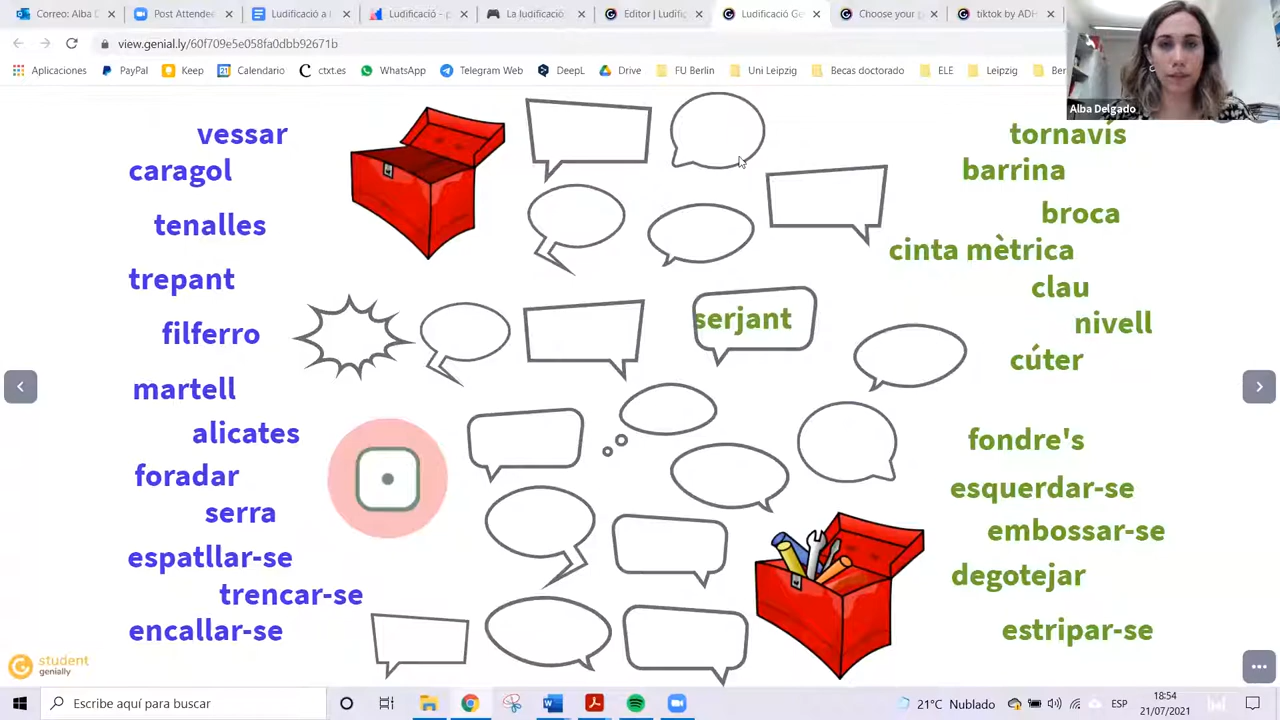 Correo: Alba D
Post Attende
Ludificació a l
Ludificació - p
La ludificació
Editor | Ludific
Ludificació Ge
Choose your p
tiktok by ADH
view.genial.ly/60f709e5e058fa0dbb92671b
Aplicaciones
PayPal
Keep
Calendario
ctxt.es
WhatsApp
Telegram Web
DeepL
Drive
FU Berlin
Uni Leipzig
Becas doctorado
ELE
Leipzig
Ber
Alba Delgado
vessar
caragol
tenalles
trepant
filferro
martell
alicates
foradar
serra
espatllar-se
trencar-se
encallar-se
serjant
tornavís
barrina
broca
cinta mètrica
clau
nivell
cúter
fondre's
esquerdar-se
embossar-se
degotejar
estripar-se
student
genially
Escribe aquí para buscar
21°C Nublado
ESP
18:54
21/07/2021